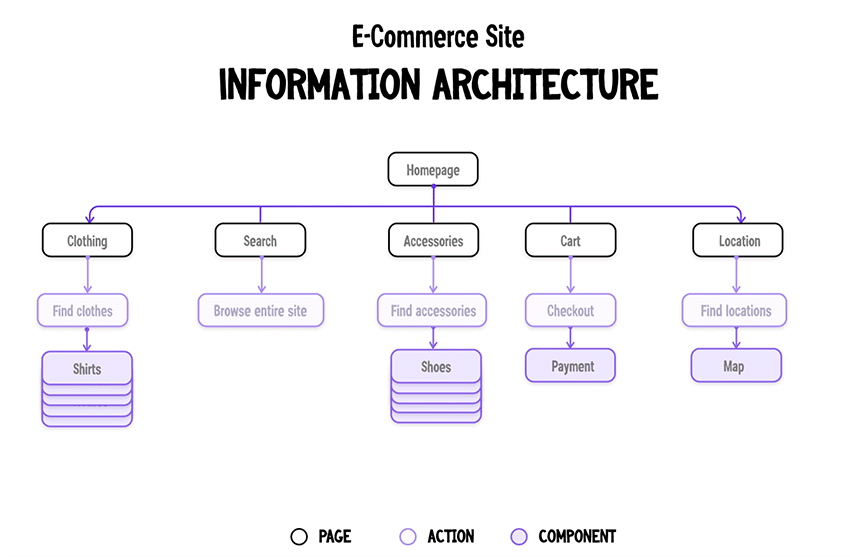 E-Commerce Site
INFORMATION ARCHITECTURE
Homepage
Clothing
Search
Accessories
Cart
Location
Find clothes
Browse entire site
Find accessories
Checkout
Find locations
Shirts
Shoes
Payment
Map
PAGE
ACTION
COMPONENT